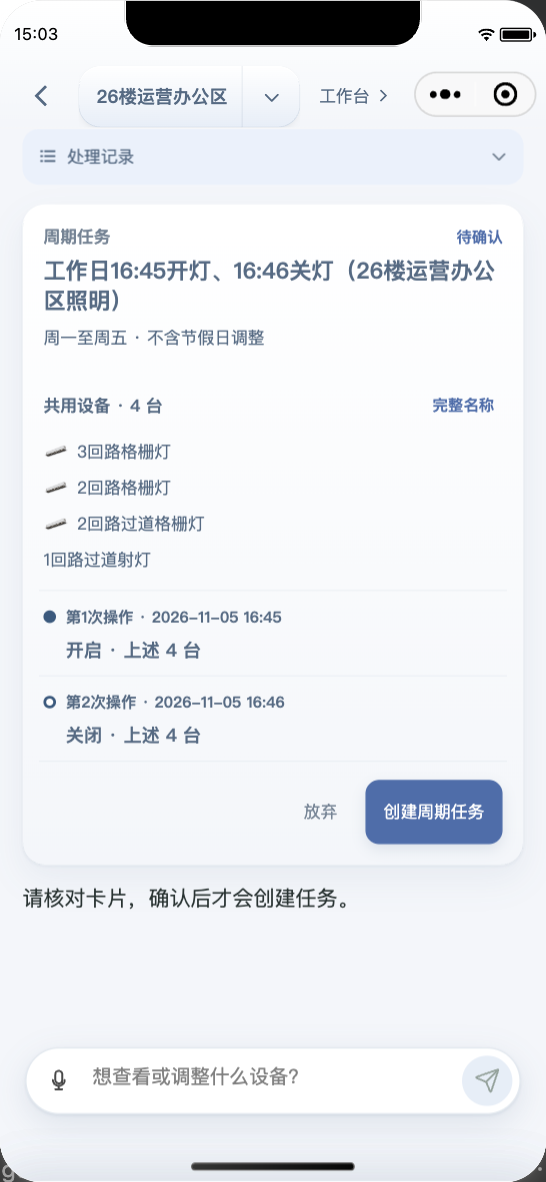 15:03
26楼运营办公区
工作台
处理记录
周期任务
待确认
工作日16:45开灯、16:46关灯（26楼运营办公
区照明）
周一至周五 · 不含节假日调整
共用设备 · 4 台
完整名称
3回路格栅灯
2回路格栅灯
2回路过道格栅灯
1回路过道射灯
第1次操作 · 2026-11-05 16:45
开启 · 上述 4 台
第2次操作 · 2026-11-05 16:46
关闭 · 上述 4 台
放弃
创建周期任务
请核对卡片，确认后才会创建任务。
想查看或调整什么设备？